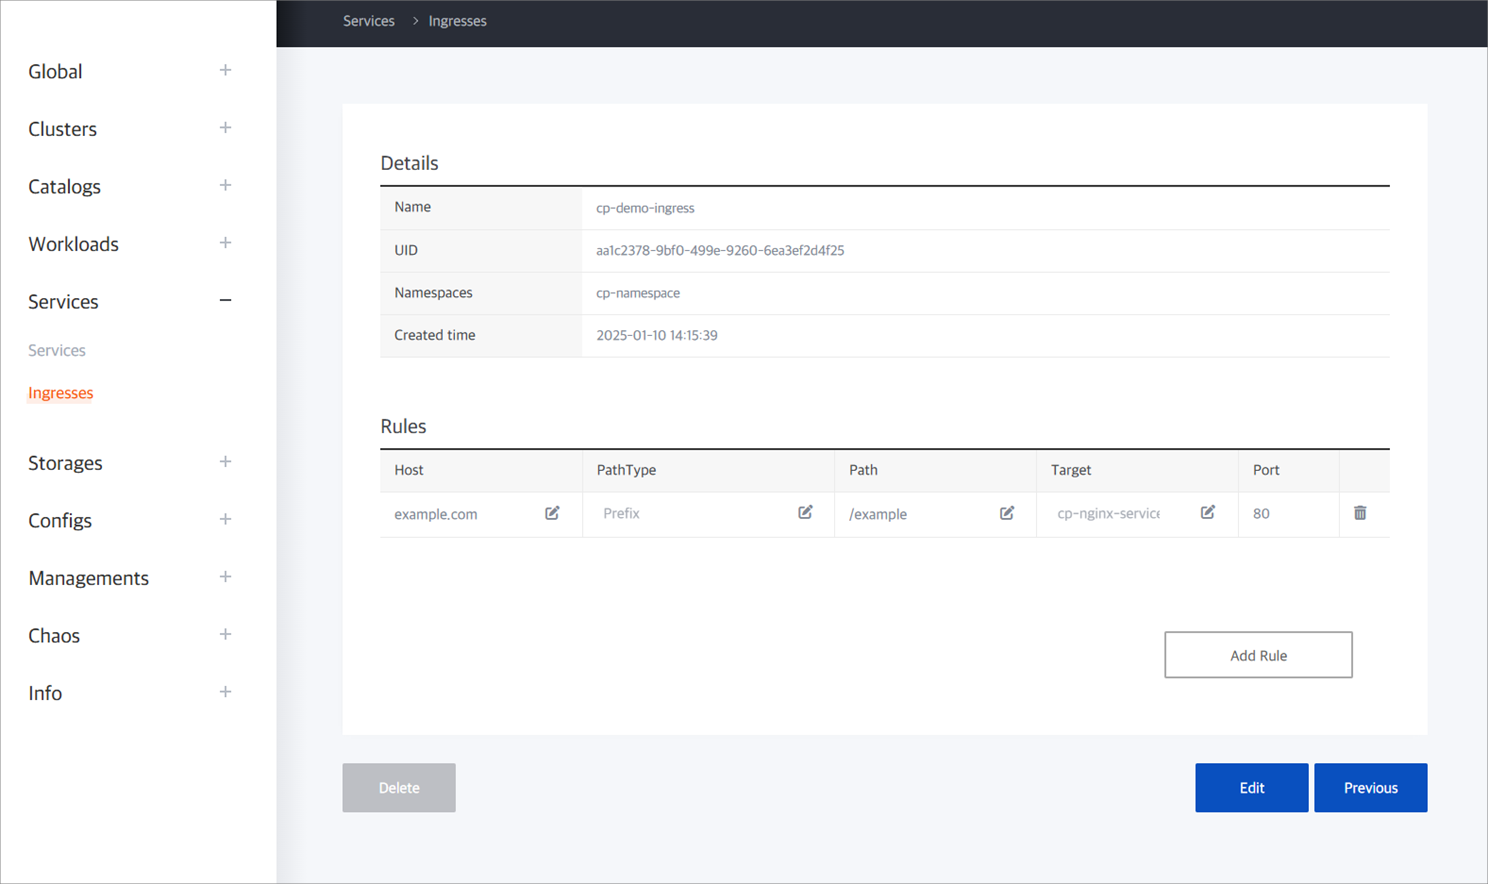 Services > Ingresses
Global
Clusters
Catalogs
Workloads
Services
Services
Ingresses
Storages
Configs
Managements
Chaos
Info
Details
Name cp-demo-ingress
UID aa1c2378-9bf0-499e-9260-6ea3ef2d4f25
Namespaces cp-namespace
Created time 2025-01-10 14:15:39
Rules
Host PathType Path Target Port
example.com Prefix /example cp-nginx-service 80
Add Rule
Delete Edit Previous